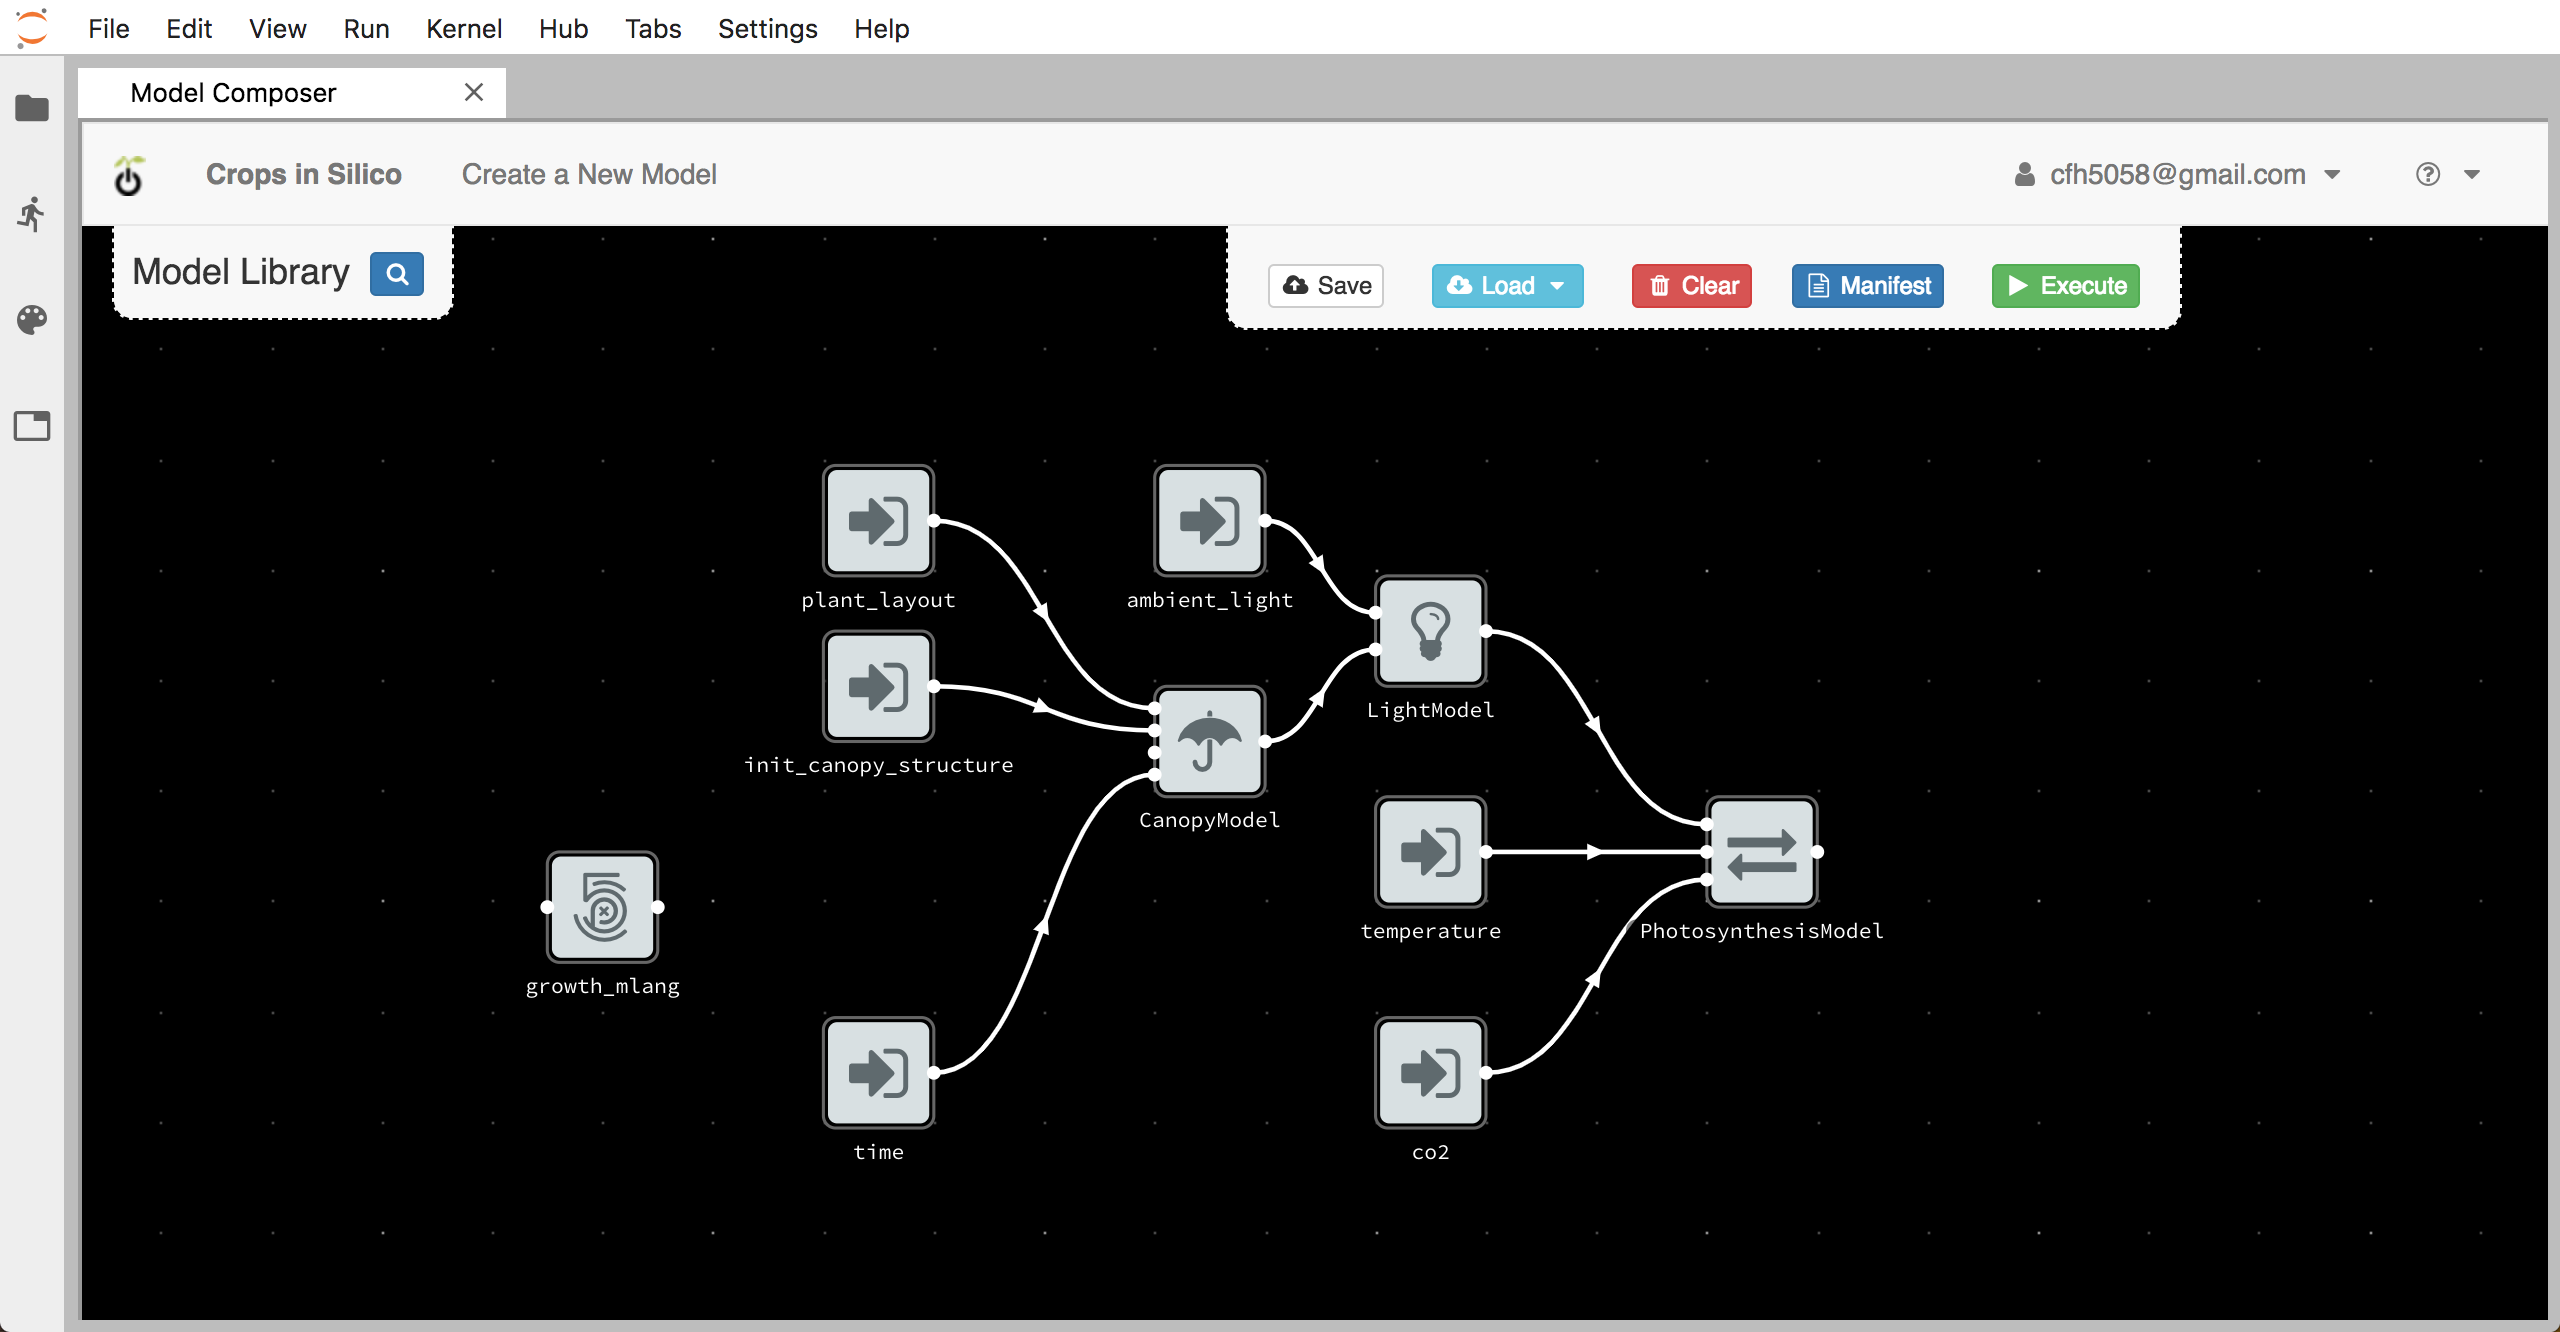 File Edit View Run Kernel Hub Tabs Settings Help
Model Composer
Crops in Silico Create a New Model cfh5058@gmail.com
Model Library
Save Load Clear Manifest Execute
plant_layout
ambient_light
init_canopy_structure
LightModel
CanopyModel
growth_mlang
temperature
PhotosynthesisModel
time
co2